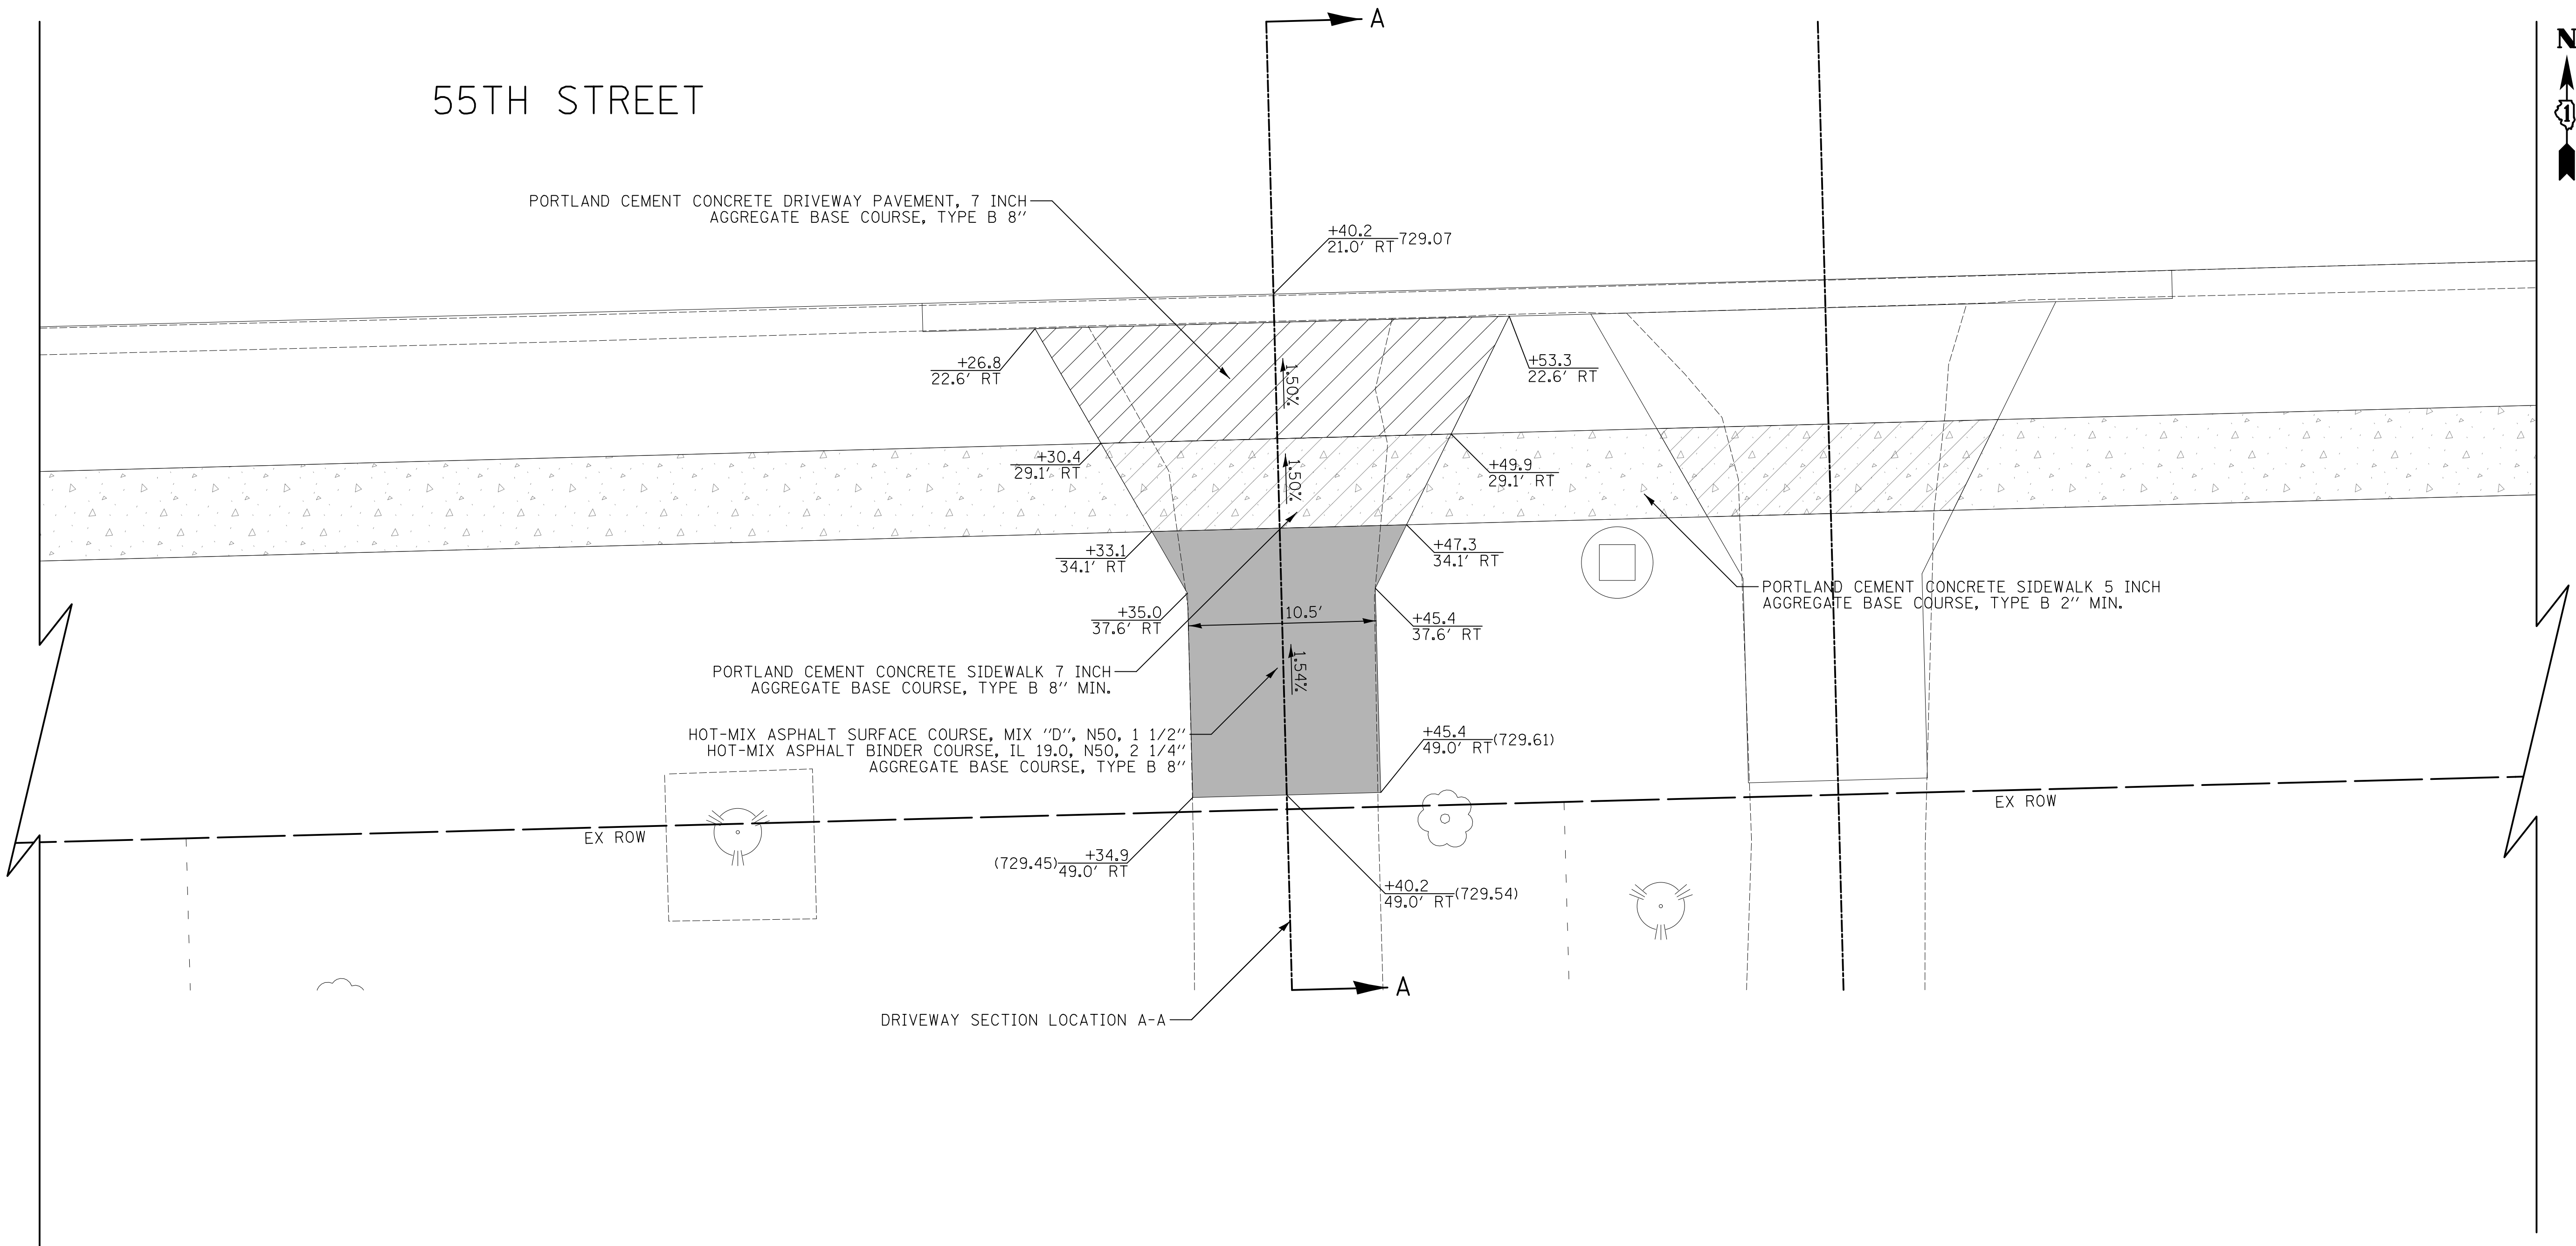 A
N
1
55TH STREET
PORTLAND CEMENT CONCRETE DRIVEWAY PAVEMENT, 7 INCH
AGGREGATE BASE COURSE, TYPE B 8"
+40.2
21.0' RT
729.07
+26.8
22.6' RT
1.50%
+53.3
22.6' RT
+30.4
29.1' RT
1.50%
+49.9
29.1' RT
+33.1
34.1' RT
+47.3
34.1' RT
PORTLAND CEMENT CONCRETE SIDEWALK 5 INCH
AGGREGATE BASE COURSE, TYPE B 2" MIN.
+35.0
37.6' RT
10.5'
+45.4
37.6' RT
PORTLAND CEMENT CONCRETE SIDEWALK 7 INCH
AGGREGATE BASE COURSE, TYPE B 8" MIN.
1.54%
HOT-MIX ASPHALT SURFACE COURSE, MIX "D", N50, 1 1/2"
HOT-MIX ASPHALT BINDER COURSE, IL 19.0, N50, 2 1/4"
AGGREGATE BASE COURSE, TYPE B 8"
+45.4
49.0' RT
(729.61)
EX ROW
EX ROW
(729.45)
+34.9
49.0' RT
+40.2
49.0' RT
(729.54)
A
DRIVEWAY SECTION LOCATION A-A